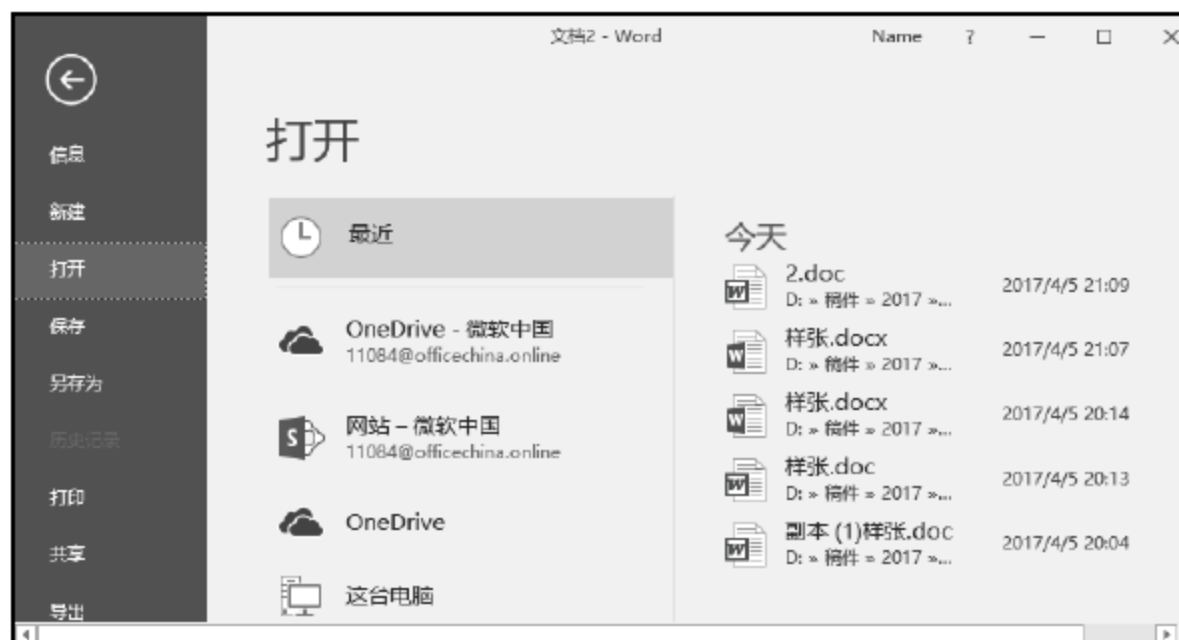 文档2 - Word
Name
?
信息
新建
打开
保存
另存为
历史记录
打印
共享
导出
打开
最近
OneDrive - 微软中国
11084@officechina.online
网站 – 微软中国
11084@officechina.online
OneDrive
这台电脑
今天
2.doc
2017/4/5 21:09
D: » 稿件 » 2017 »...
样张.docx
2017/4/5 21:07
D: » 稿件 » 2017 »...
样张.docx
2017/4/5 20:14
D: » 稿件 » 2017 »...
样张.doc
2017/4/5 20:13
D: » 稿件 » 2017 »...
副本 (1)样张.doc
2017/4/5 20:04
D: » 稿件 » 2017 »...